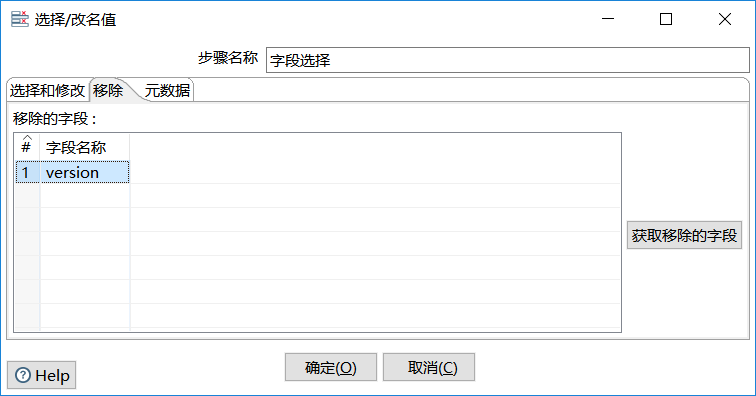 选择/改名值
步骤名称 字段选择
选择和修改 移除 元数据
移除的字段 :
# 字段名称
1 version
获取移除的字段
确定(O) 取消(C)
Help